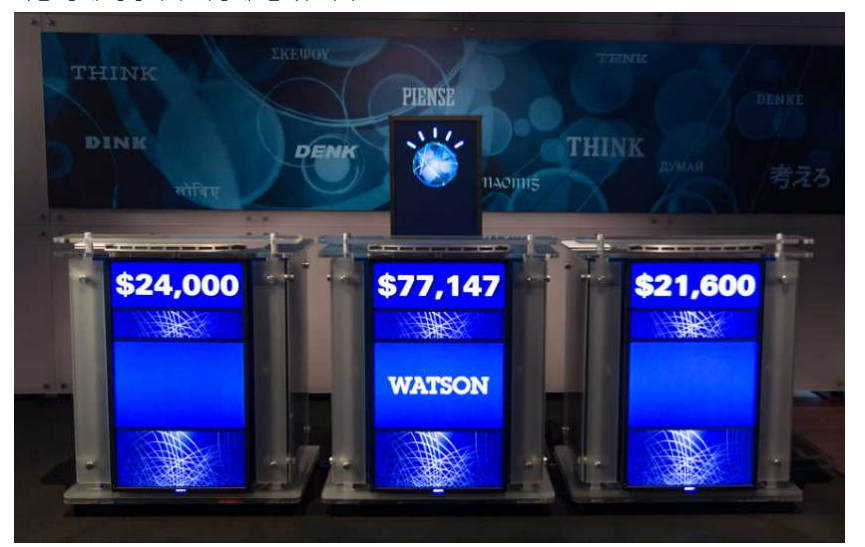 ΣΚΕΨΟΥ
TENK
THINK
PIENSE
DENKE
DINK
DENK
THINK
ДУМАЙ
सोचिए
考えろ
$24,000
$77,147
$21,600
WATSON